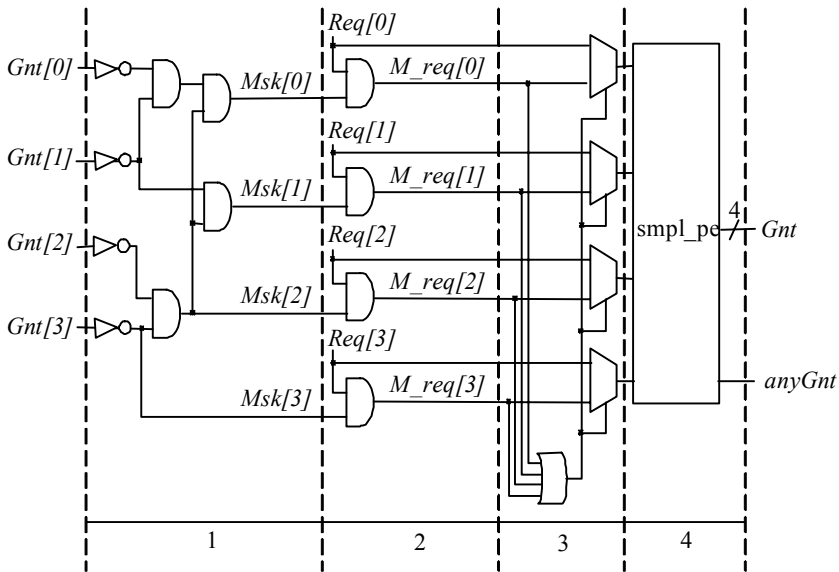 Req[0]
Gnt[0]
Msk[0]
M_req[0]
Req[1]
Gnt[1]
Msk[1]
M_req[1]
Req[2]
Gnt[2]
smpl_pe
4
Gnt
Msk[2]
M_req[2]
Gnt[3]
Req[3]
Msk[3]
M_req[3]
anyGnt
1
2
3
4